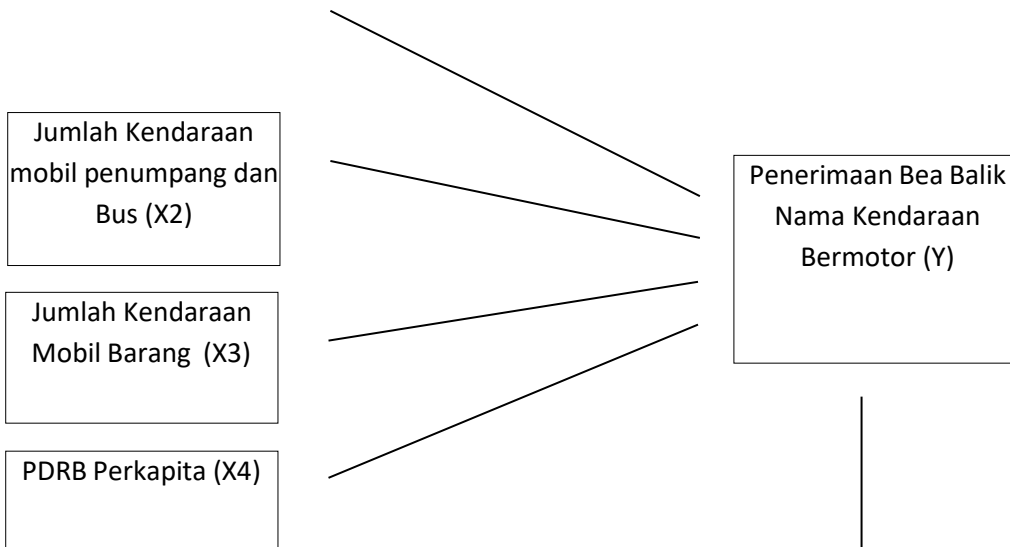 Jumlah Kendaraan
mobil penumpang dan
Bus (X2)
Jumlah Kendaraan
Mobil Barang (X3)
PDRB Perkapita (X4)
Penerimaan Bea Balik
Nama Kendaraan
Bermotor (Y)